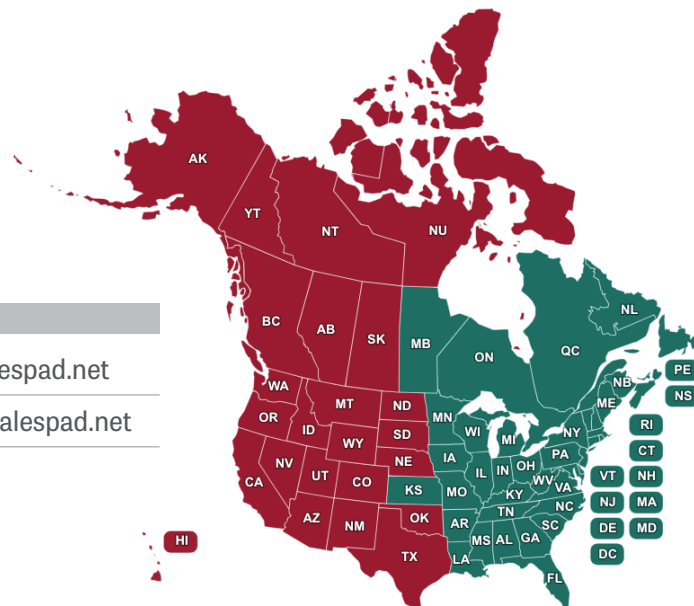 AK
YT
NT
NU
BC
AB
SK
MB
ON
QC
NL
PE
NB
NS
espad.net
alespad.net
WA
MT
ND
MN
ME
OR
ID
SD
WI
MI
NY
RI
WY
NE
IA
PA
CT
NV
UT
CO
KS
IL
IN
OH
WV
VA
VT
NH
CA
MO
KY
NC
NJ
MA
AZ
NM
OK
AR
TN
SC
DE
MD
HI
TX
MS
AL
GA
DC
LA
FL